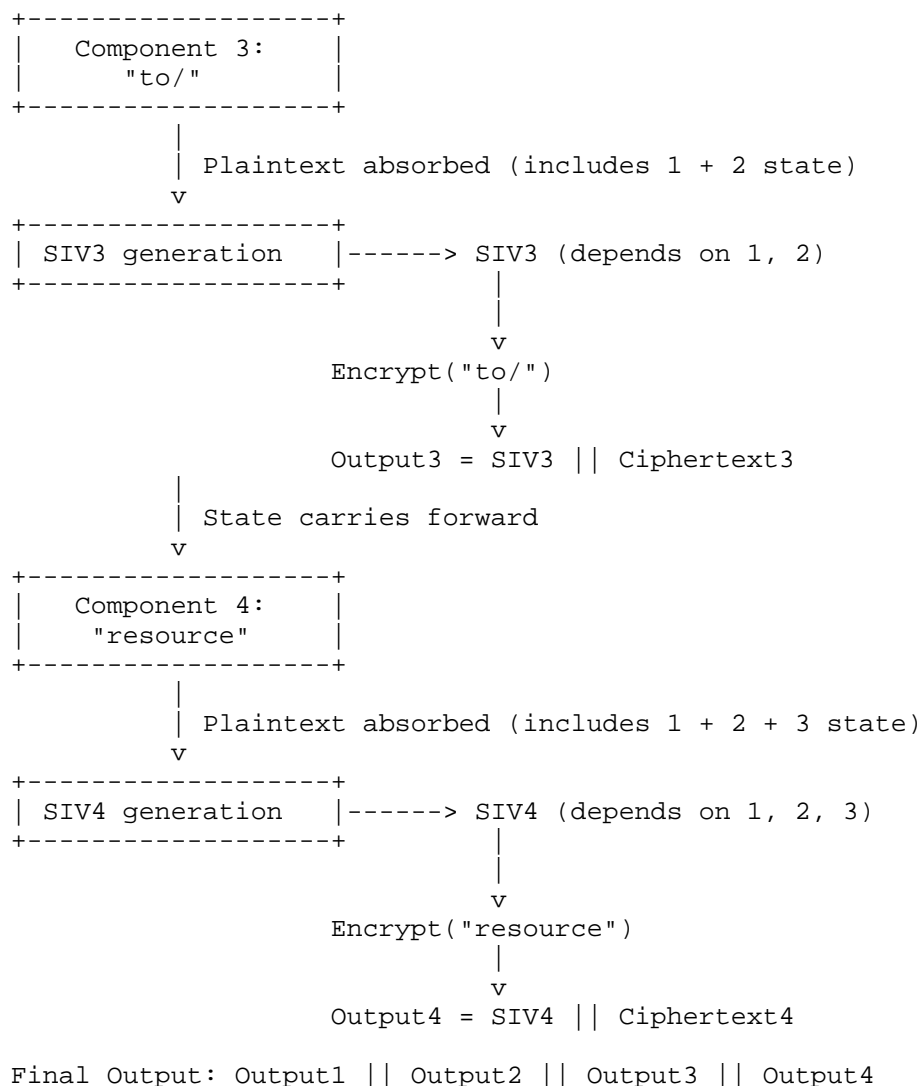 Component 3:
"to/"
Plaintext absorbed (includes 1 + 2 state)
SIV3 generation ------> SIV3 (depends on 1, 2)
Encrypt("to/")
Output3 = SIV3 || Ciphertext3
State carries forward
Component 4:
"resource"
Plaintext absorbed (includes 1 + 2 + 3 state)
SIV4 generation ------> SIV4 (depends on 1, 2, 3)
Encrypt("resource")
Output4 = SIV4 || Ciphertext4
Final Output: Output1 || Output2 || Output3 || Output4